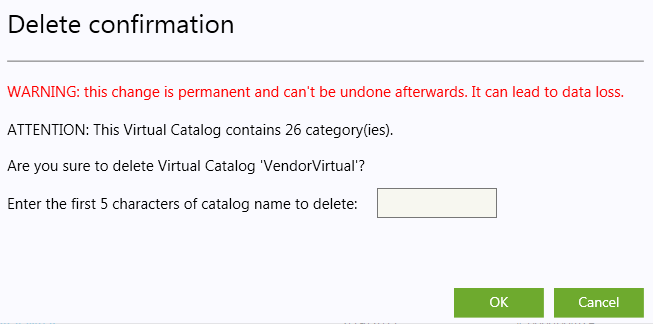 Delete confirmation
WARNING: this change is permanent and can't be undone afterwards. It can lead to data loss.
ATTENTION: This Virtual Catalog contains 26 category(ies).
Are you sure to delete Virtual Catalog 'VendorVirtual'?
Enter the first 5 characters of catalog name to delete:
OK Cancel